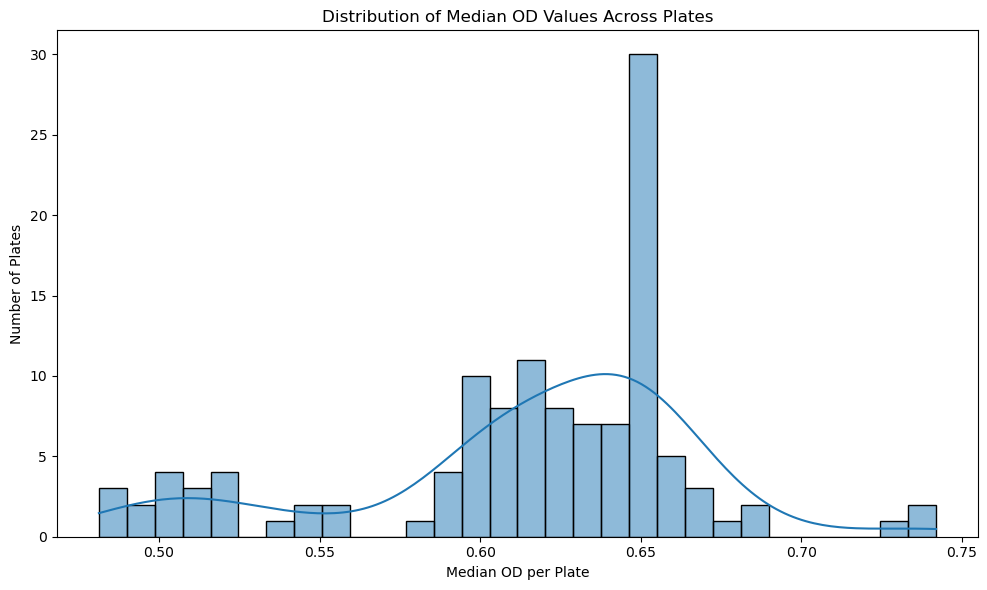 Distribution of Median OD Values Across Plates
30
25
20
15
10
5
0
Number of Plates
0.50 0.55 0.60 0.65 0.70 0.75
Median OD per Plate